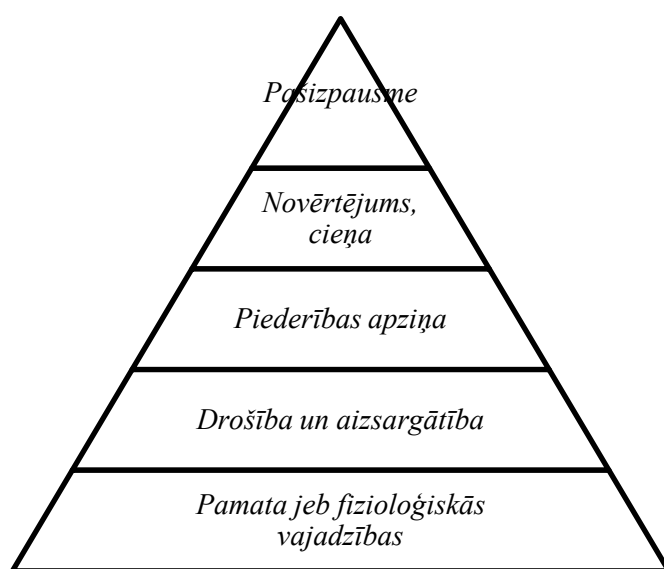 Pašizpausme
Novērtējums,
cieņa
Piederības apziņa
Drošība un aizsargātība
Pamata jeb fizioloģiskās
vajadzības